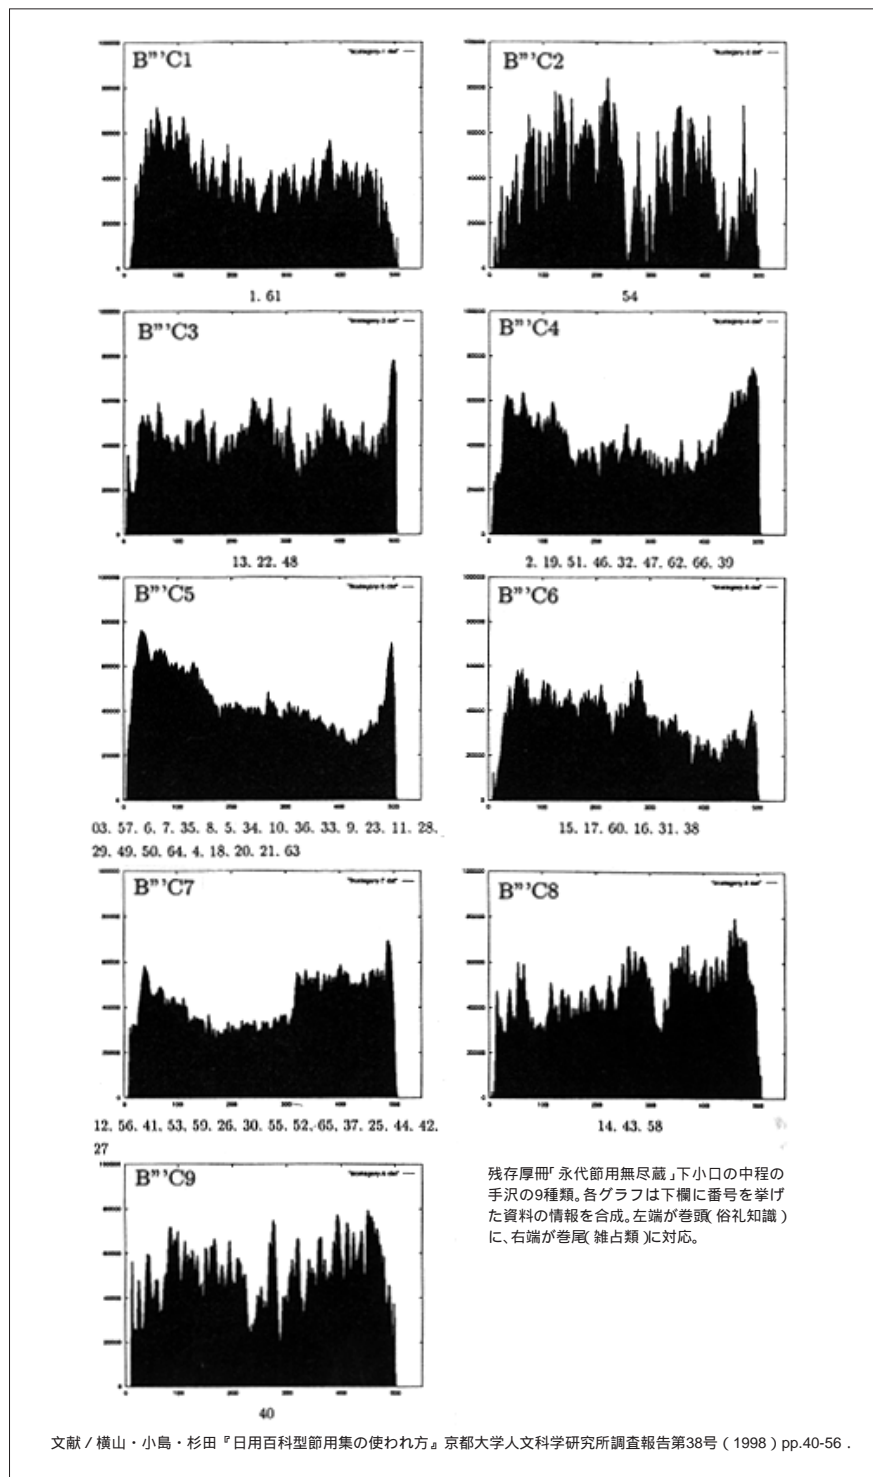 B”’C1
1. 61
B”’C2
54
B”’C3
13. 22. 48
B”’C4
2. 19. 51. 46. 32. 47. 62. 66. 39
B”’C5
03. 57. 6. 7. 35. 8. 5. 34. 10. 36. 33. 9. 23. 11. 28.
29. 49. 50. 64. 4. 18. 20. 21. 63
B”’C6
15. 17. 60. 16. 31. 38
B”’C7
12. 56. 41. 53. 59. 26. 30. 55. 52. 65. 37. 25. 44. 42.
27
B”’C8
14. 43. 58
B”’C9
40
残存厚冊「永代節用無尽蔵」下小口の中程の
手沢の9種類。各グラフは下欄に番号を挙げ
た資料の情報を合成。左端が巻頭(俗礼知識)
に、右端が巻尾(雑占類)に対応。
文献/横山・小島・杉田『日用百科型節用集の使われ方』京都大学人文科学研究所調査報告第38号(1998)pp.40-56.